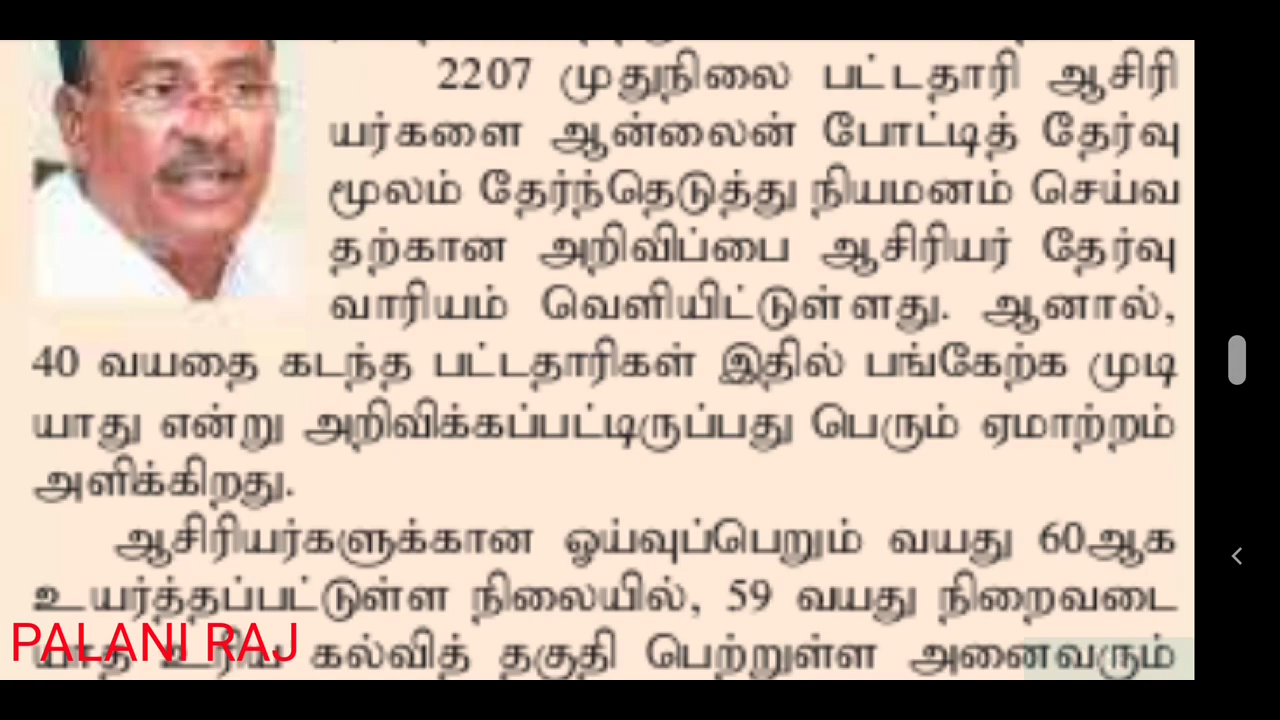 2207 முதுநிலை பட்டதாரி ஆசிரி
யர்களை ஆன்லைன் போட்டித் தேர்வு
மூலம் தேர்ந்தெடுத்து நியமனம் செய்வ
தற்கான அறிவிப்பை ஆசிரியர் தேர்வு
வாரியம் வெளியிட்டுள்ளது. ஆனால்,
40 வயதை கடந்த பட்டதாரிகள் இதில் பங்கேற்க முடி
யாது என்று அறிவிக்கப்பட்டிருப்பது பெரும் ஏமாற்றம்
அளிக்கிறது.
ஆசிரியர்களுக்கான ஓய்வுப்பெறும் வயது 60ஆக
உயர்த்தப்பட்டுள்ள நிலையில், 59 வயது நிறைவடை
யாத உரிய கல்வித் தகுதி பெற்றுள்ள அனைவரும்
PALANI RAJ